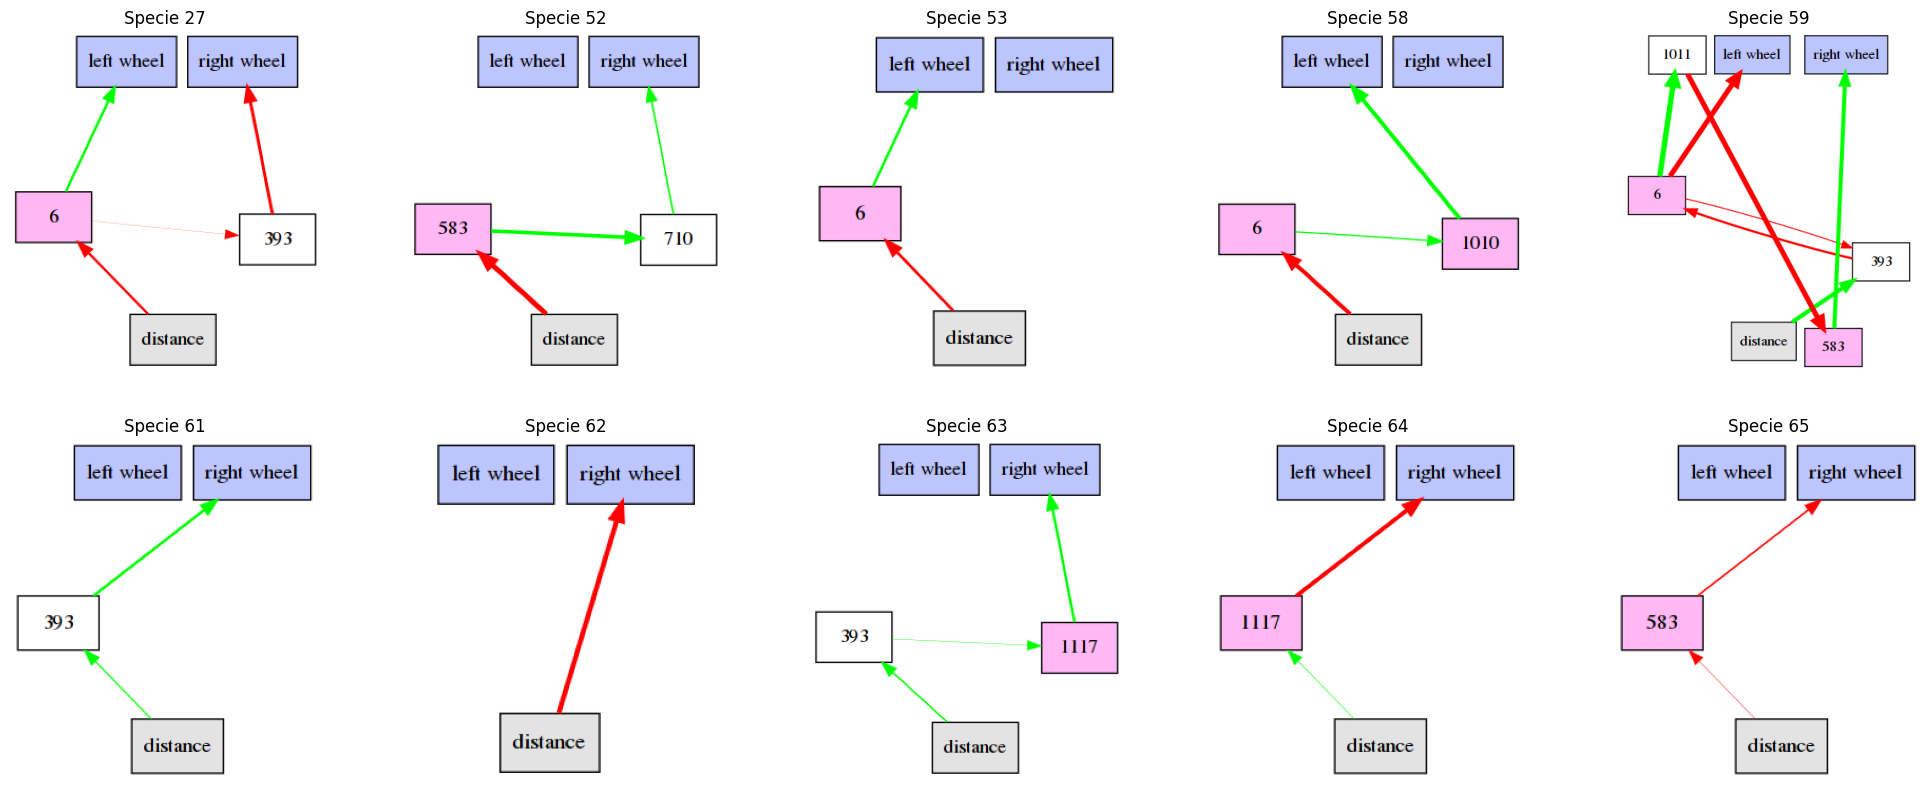 Specie 27
left wheel
right wheel
6
393
distance
Specie 52
left wheel
right wheel
583
710
distance
Specie 53
left wheel
right wheel
6
distance
Specie 58
left wheel
right wheel
6
1010
distance
Specie 59
1011
left wheel
right wheel
6
393
distance
583
Specie 61
left wheel
right wheel
393
distance
Specie 62
left wheel
right wheel
distance
Specie 63
left wheel
right wheel
393
1117
distance
Specie 64
left wheel
right wheel
1117
distance
Specie 65
left wheel
right wheel
583
distance